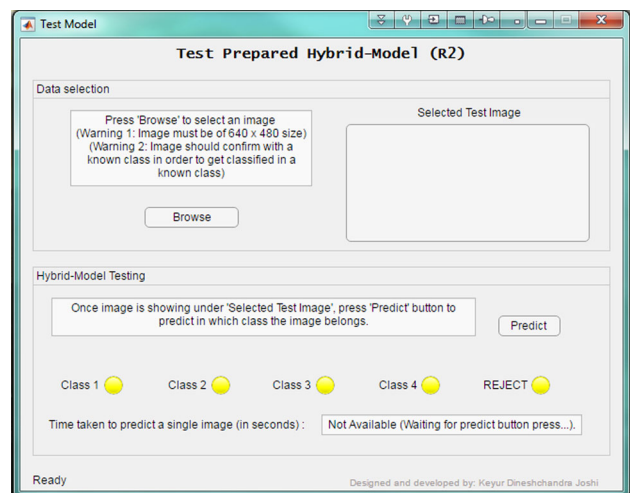 Test Model
Test Prepared Hybrid-Model (R2)
Data selection
Press 'Browse' to select an image
(Warning 1: Image must be of 640 x 480 size)
(Warning 2: Image should confirm with a
known class in order to get classified in a
known class)
Browse
Selected Test Image
Hybrid-Model Testing
Once image is showing under 'Selected Test Image', press 'Predict' button to
predict in which class the image belongs.
Predict
Class 1 Class 2 Class 3 Class 4 REJECT
Time taken to predict a single image (in seconds) : Not Available (Waiting for predict button press...).
Ready
Designed and developed by: Keyur Dineshchandra Joshi